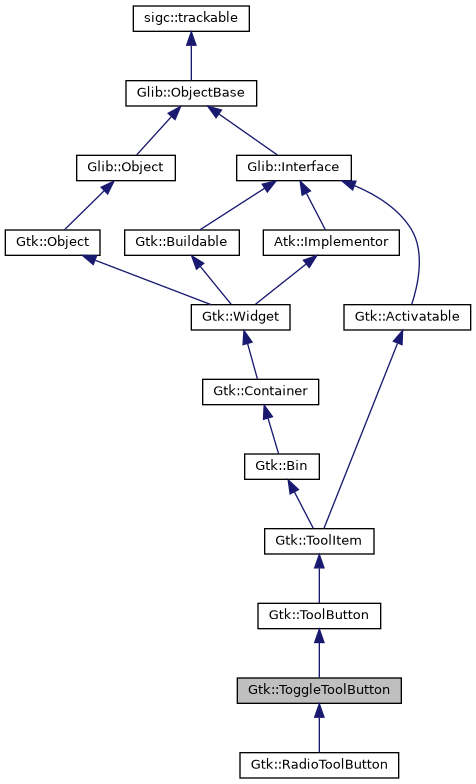 sigc::trackable
Glib::ObjectBase
Glib::Object
Glib::Interface
Gtk::Object
Gtk::Buildable
Atk::Implementor
Gtk::Widget
Gtk::Activatable
Gtk::Container
Gtk::Bin
Gtk::ToolItem
Gtk::ToolButton
Gtk::ToggleToolButton
Gtk::RadioToolButton